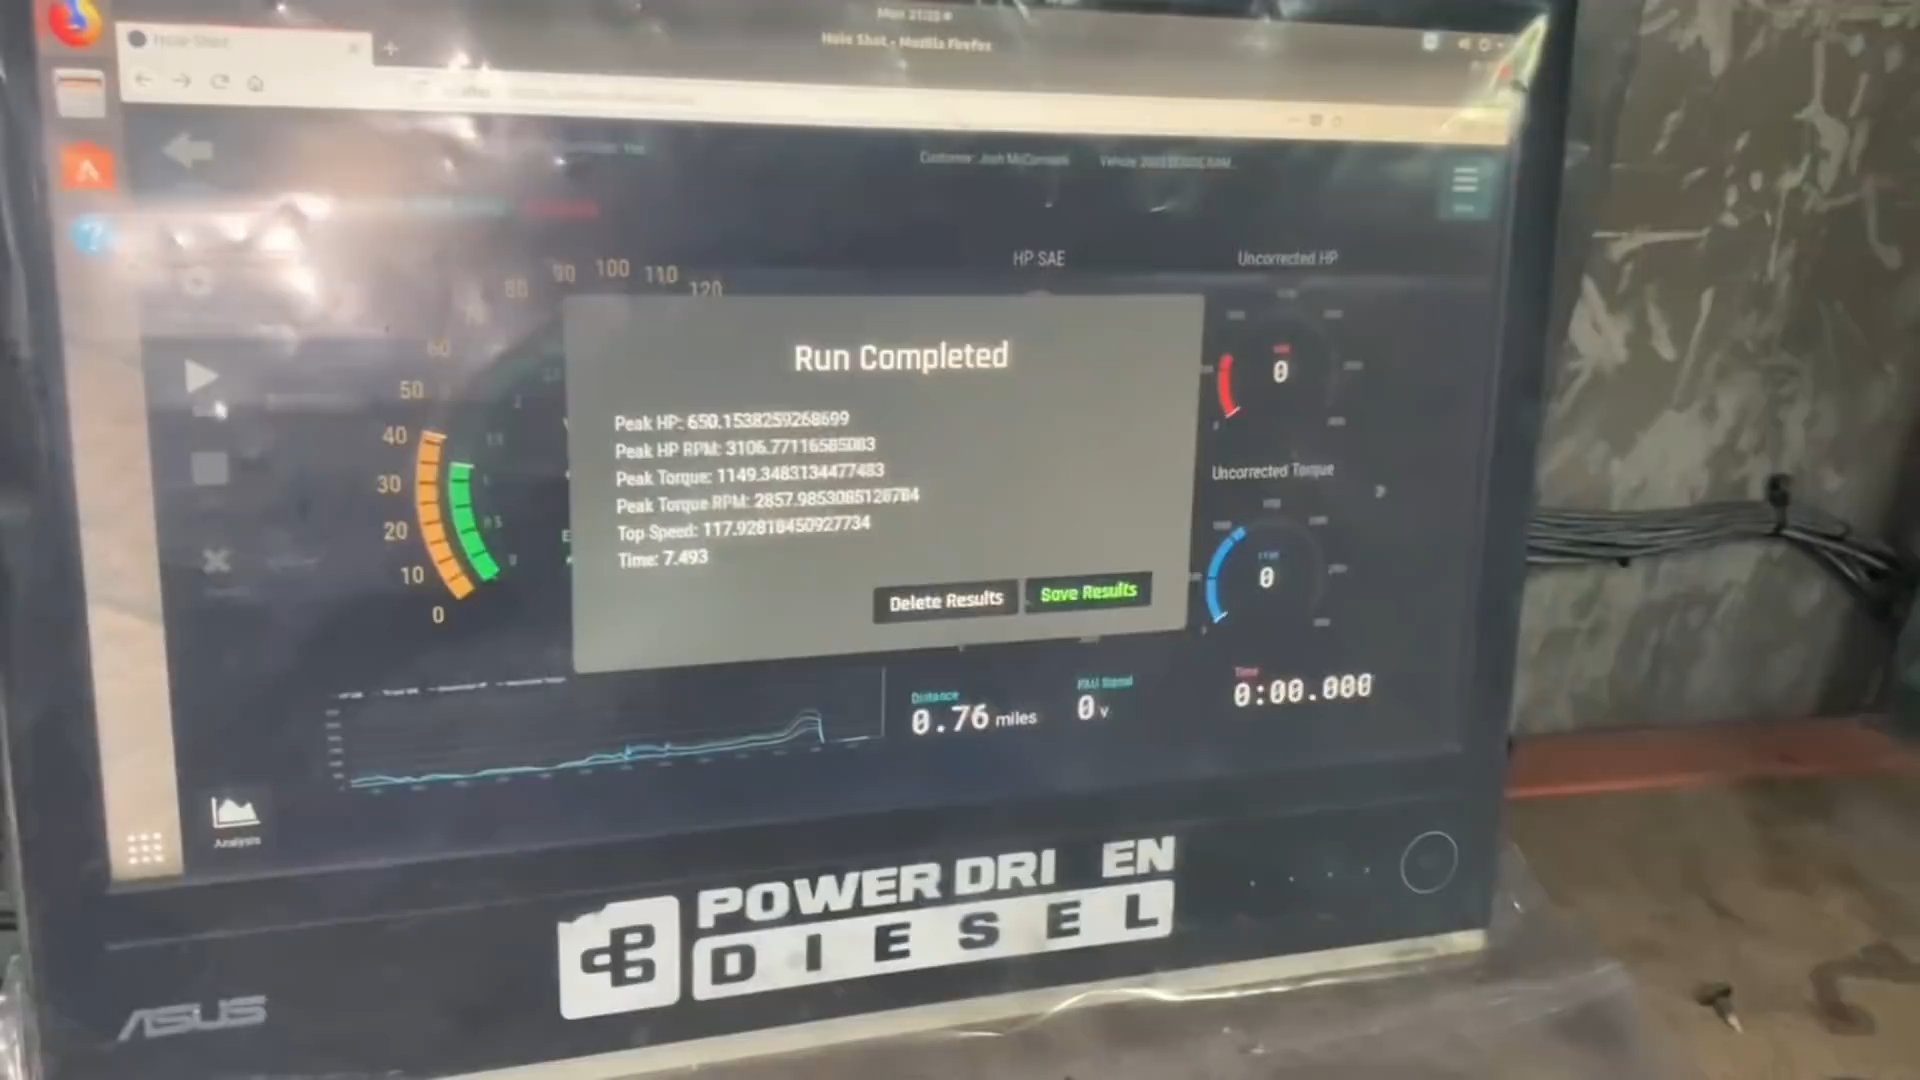 Hole Shot - Mozilla Firefox
Hole Shot
HP SAE
Uncorrected HP
80
90
100
110
120
60
50
40
30
20
10
0
Run Completed
Peak HP: 650.1538259268699
Peak HP RPM: 3106.77116585083
Peak Torque: 1149.3483134477483
Peak Torque RPM: 2857.9853085128784
Top Speed: 117.92818450927734
Time: 7.493
Delete Results
Save Results
0
Uncorrected Torque
0
Distance
0.76 miles
0 v
Time
0:00.000
Analysis
POWER DRI EN
DIESEL
ASUS